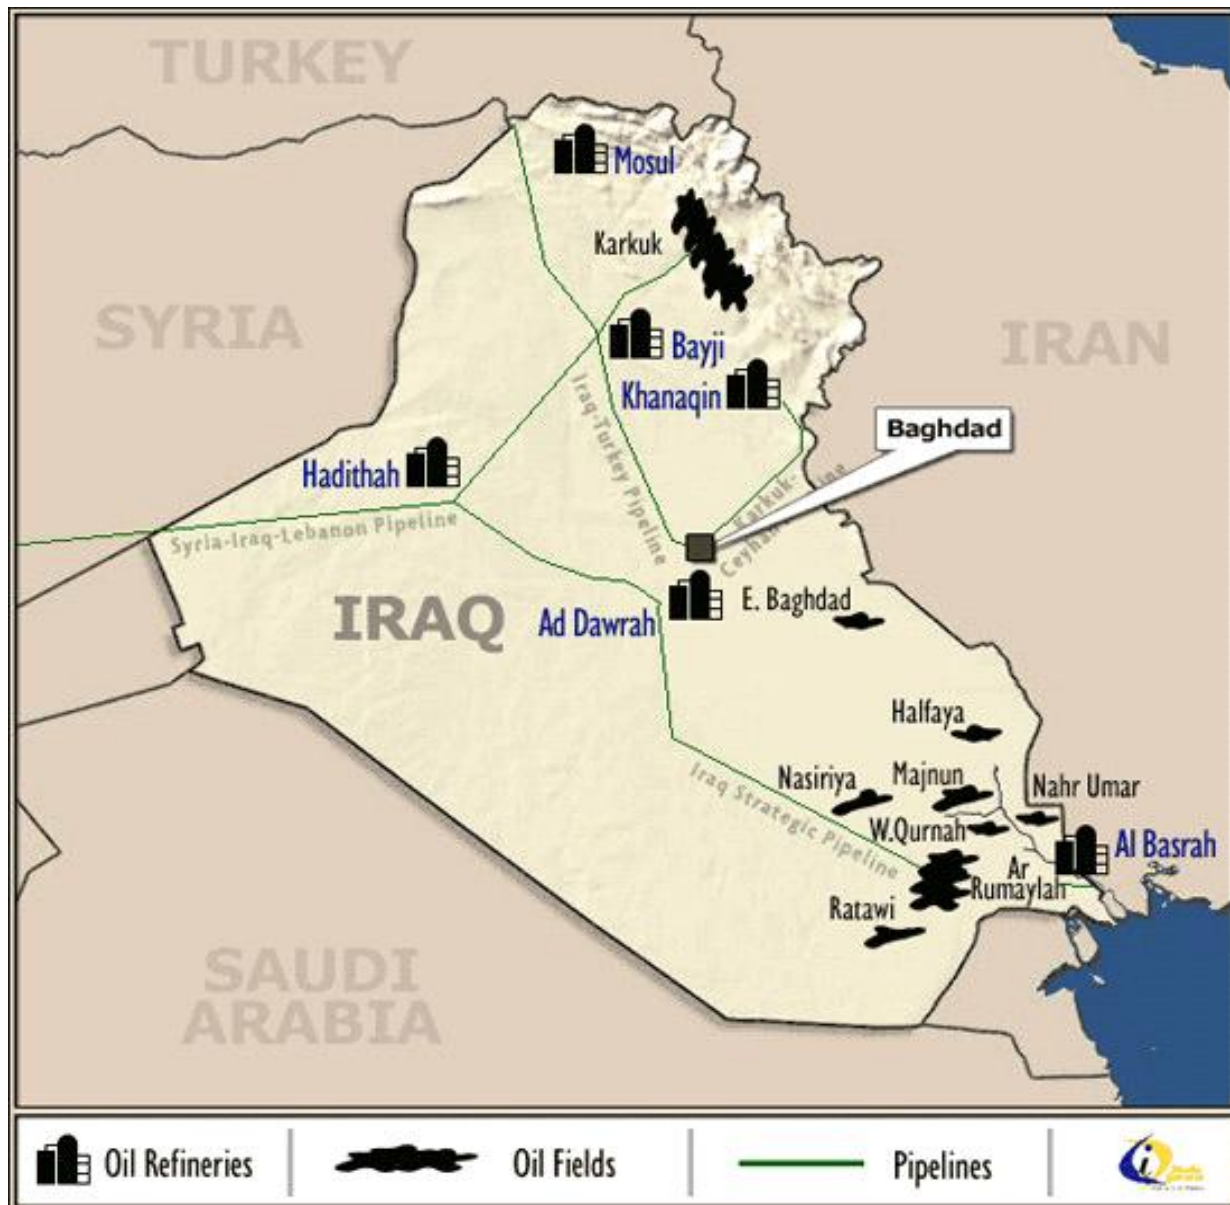 TURKEY
Mosul
Karkuk
SYRIA
IRAN
Bayji
Khanaqin
Iraq-Turkey Pipeline
Baghdad
Hadithah
Syria-Iraq-Lebanon Pipeline
Karkuk-
Ceyhan
ne
IRAQ
Ad Dawrah
E. Baghdad
Halfaya
Nasiriya
Majnun
Nahr Umar
Iraq Strategic Pipeline
W.Qurnah
Al Basrah
Ar
Rumaylah
Ratawi
SAUDI
ARABIA
Oil Refineries
Oil Fields
Pipelines